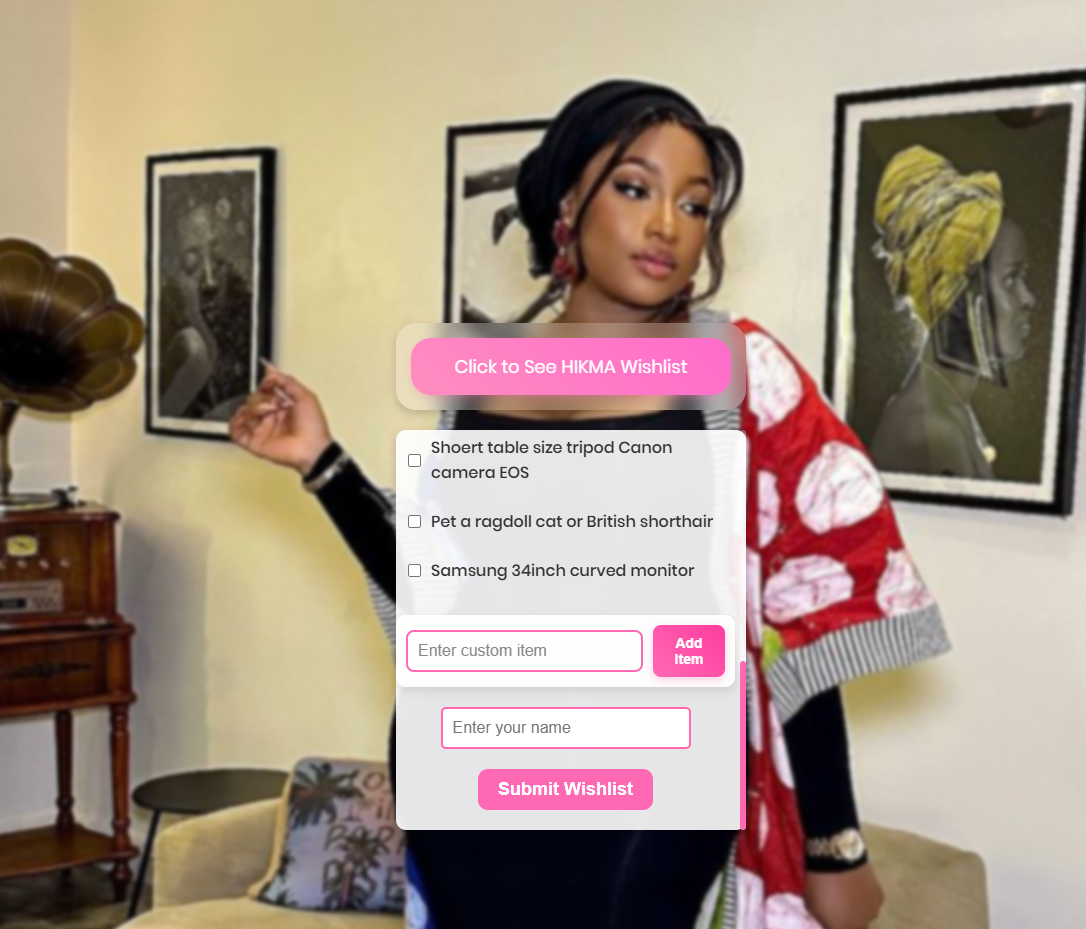 Click to See HIKMA Wishlist
Shoert table size tripod Canon
camera EOS
Pet a ragdoll cat or British shorthair
Samsung 34inch curved monitor
Enter custom item
Add
Item
Enter your name
Submit Wishlist